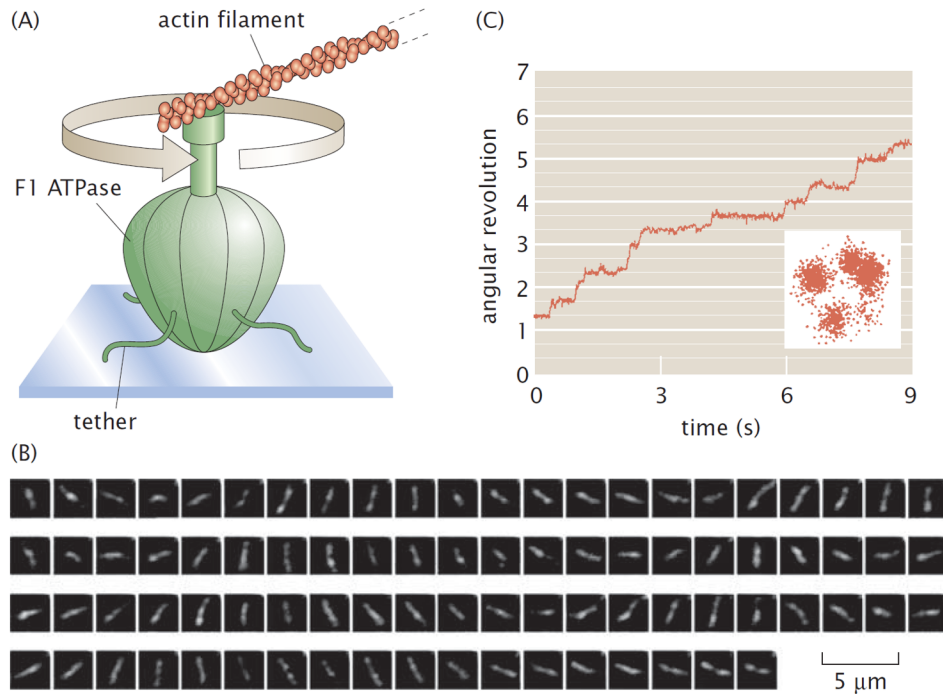 (A)
actin filament
F1 ATPase
tether
(C)
angular revolution
7
6
5
4
3
2
1
0
0 3 6 9
time (s)
(B)
5 μm